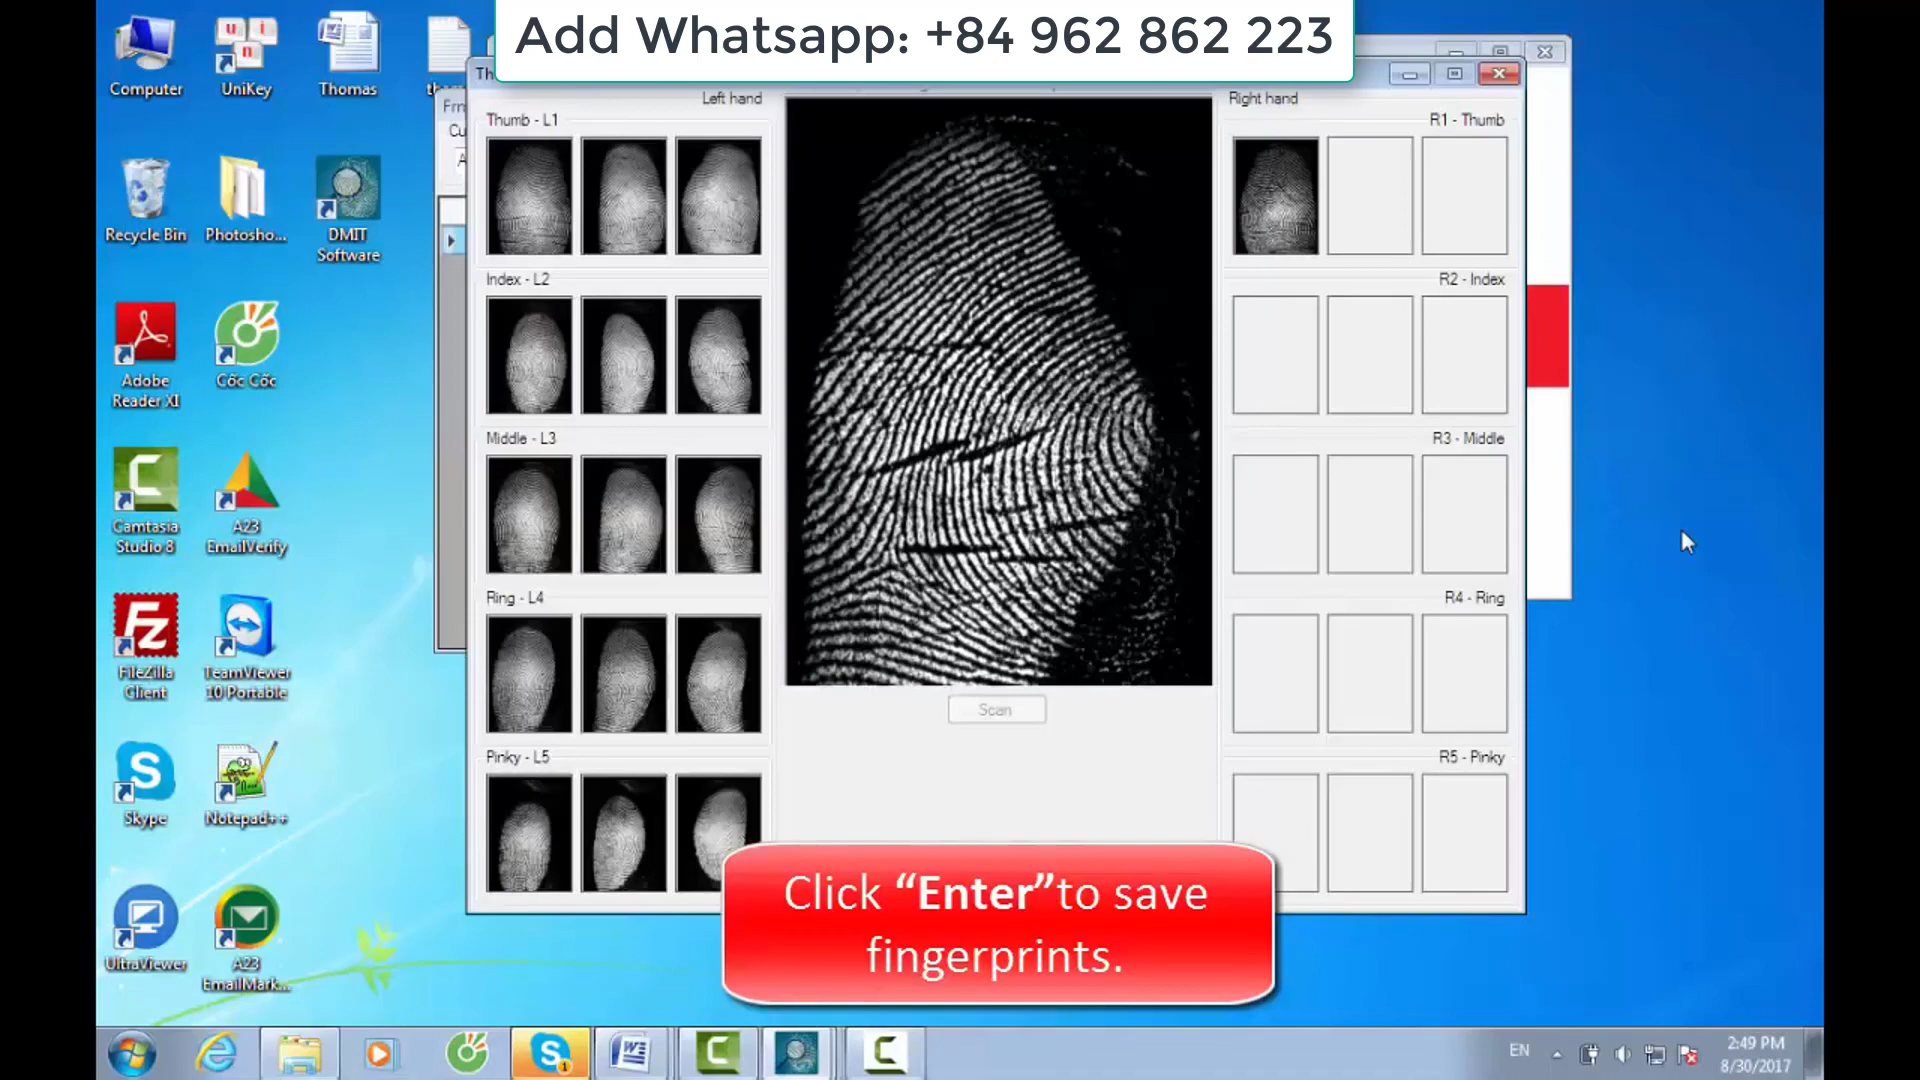 Add Whatsapp: +84 962 862 223
Computer
UniKey
Thomas
Recycle Bin
Photosho...
DMIT
Software
Adobe
Reader XI
Cốc Cốc
Camtasia
Studio 8
A23
EmailVerify
FileZilla
Client
TeamViewer
10 Portable
Skype
Notepad++
UltraViewer
A23
EmailMark...
Left hand
Thumb - L1
Index - L2
Middle - L3
Ring - L4
Pinky - L5
Scan
Right hand
R1 - Thumb
R2 - Index
R3 - Middle
R4 - Ring
R5 - Pinky
Click “Enter”to save
fingerprints.
EN
2:49 PM
8/30/2017